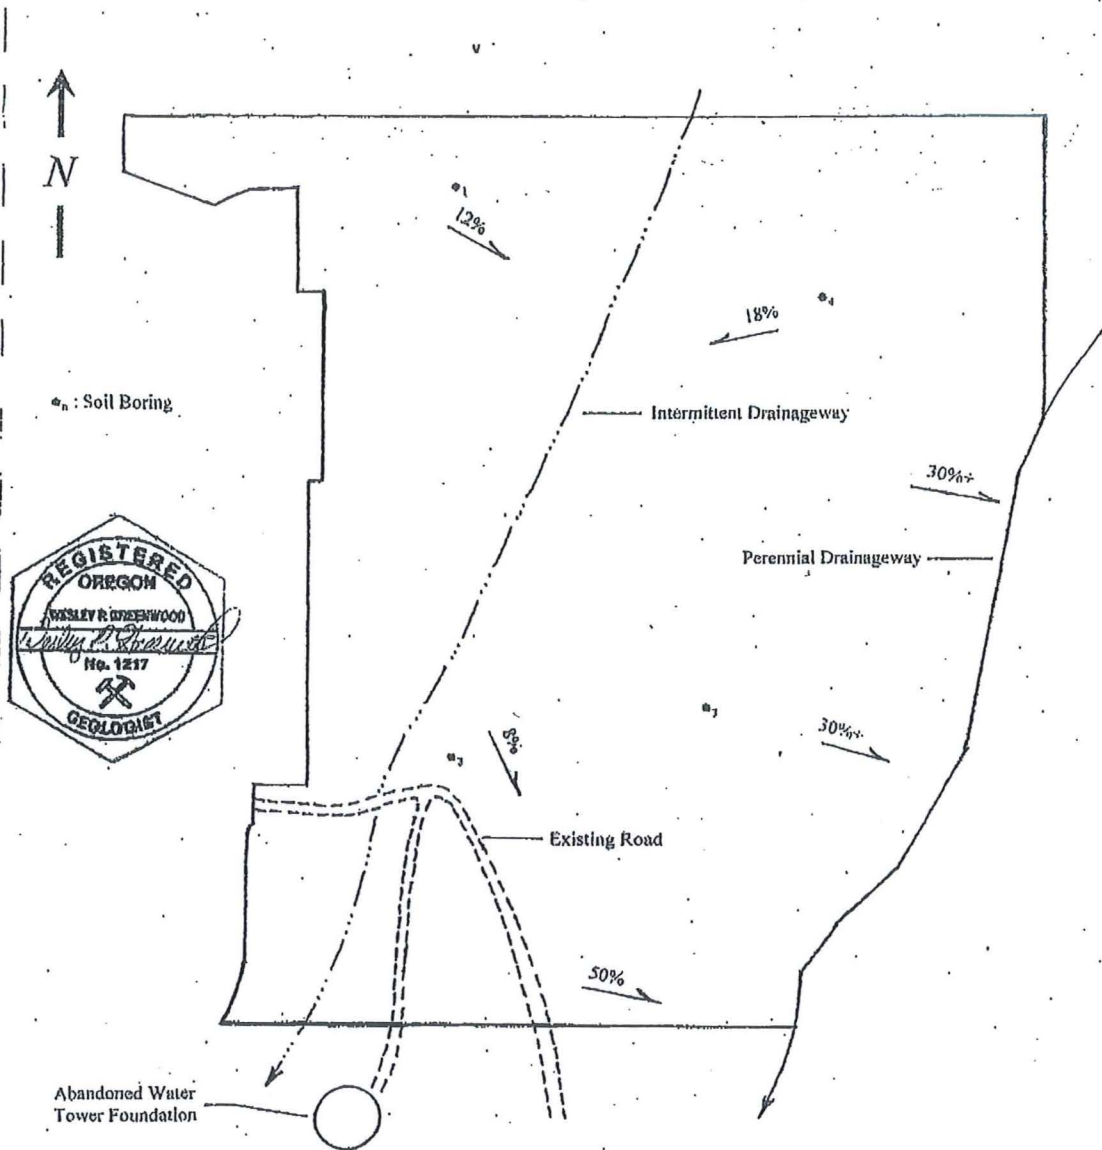 N
12%
18%
: Soil Boring
Intermittent Drainageway
30%+
REGISTERED
OREGON
WESLEY R GREENWOOD
No. 1217
GEOLOGIST
Perennial Drainageway
30%+
8%
Existing Road
50%
Abandoned Water
Tower Foundation